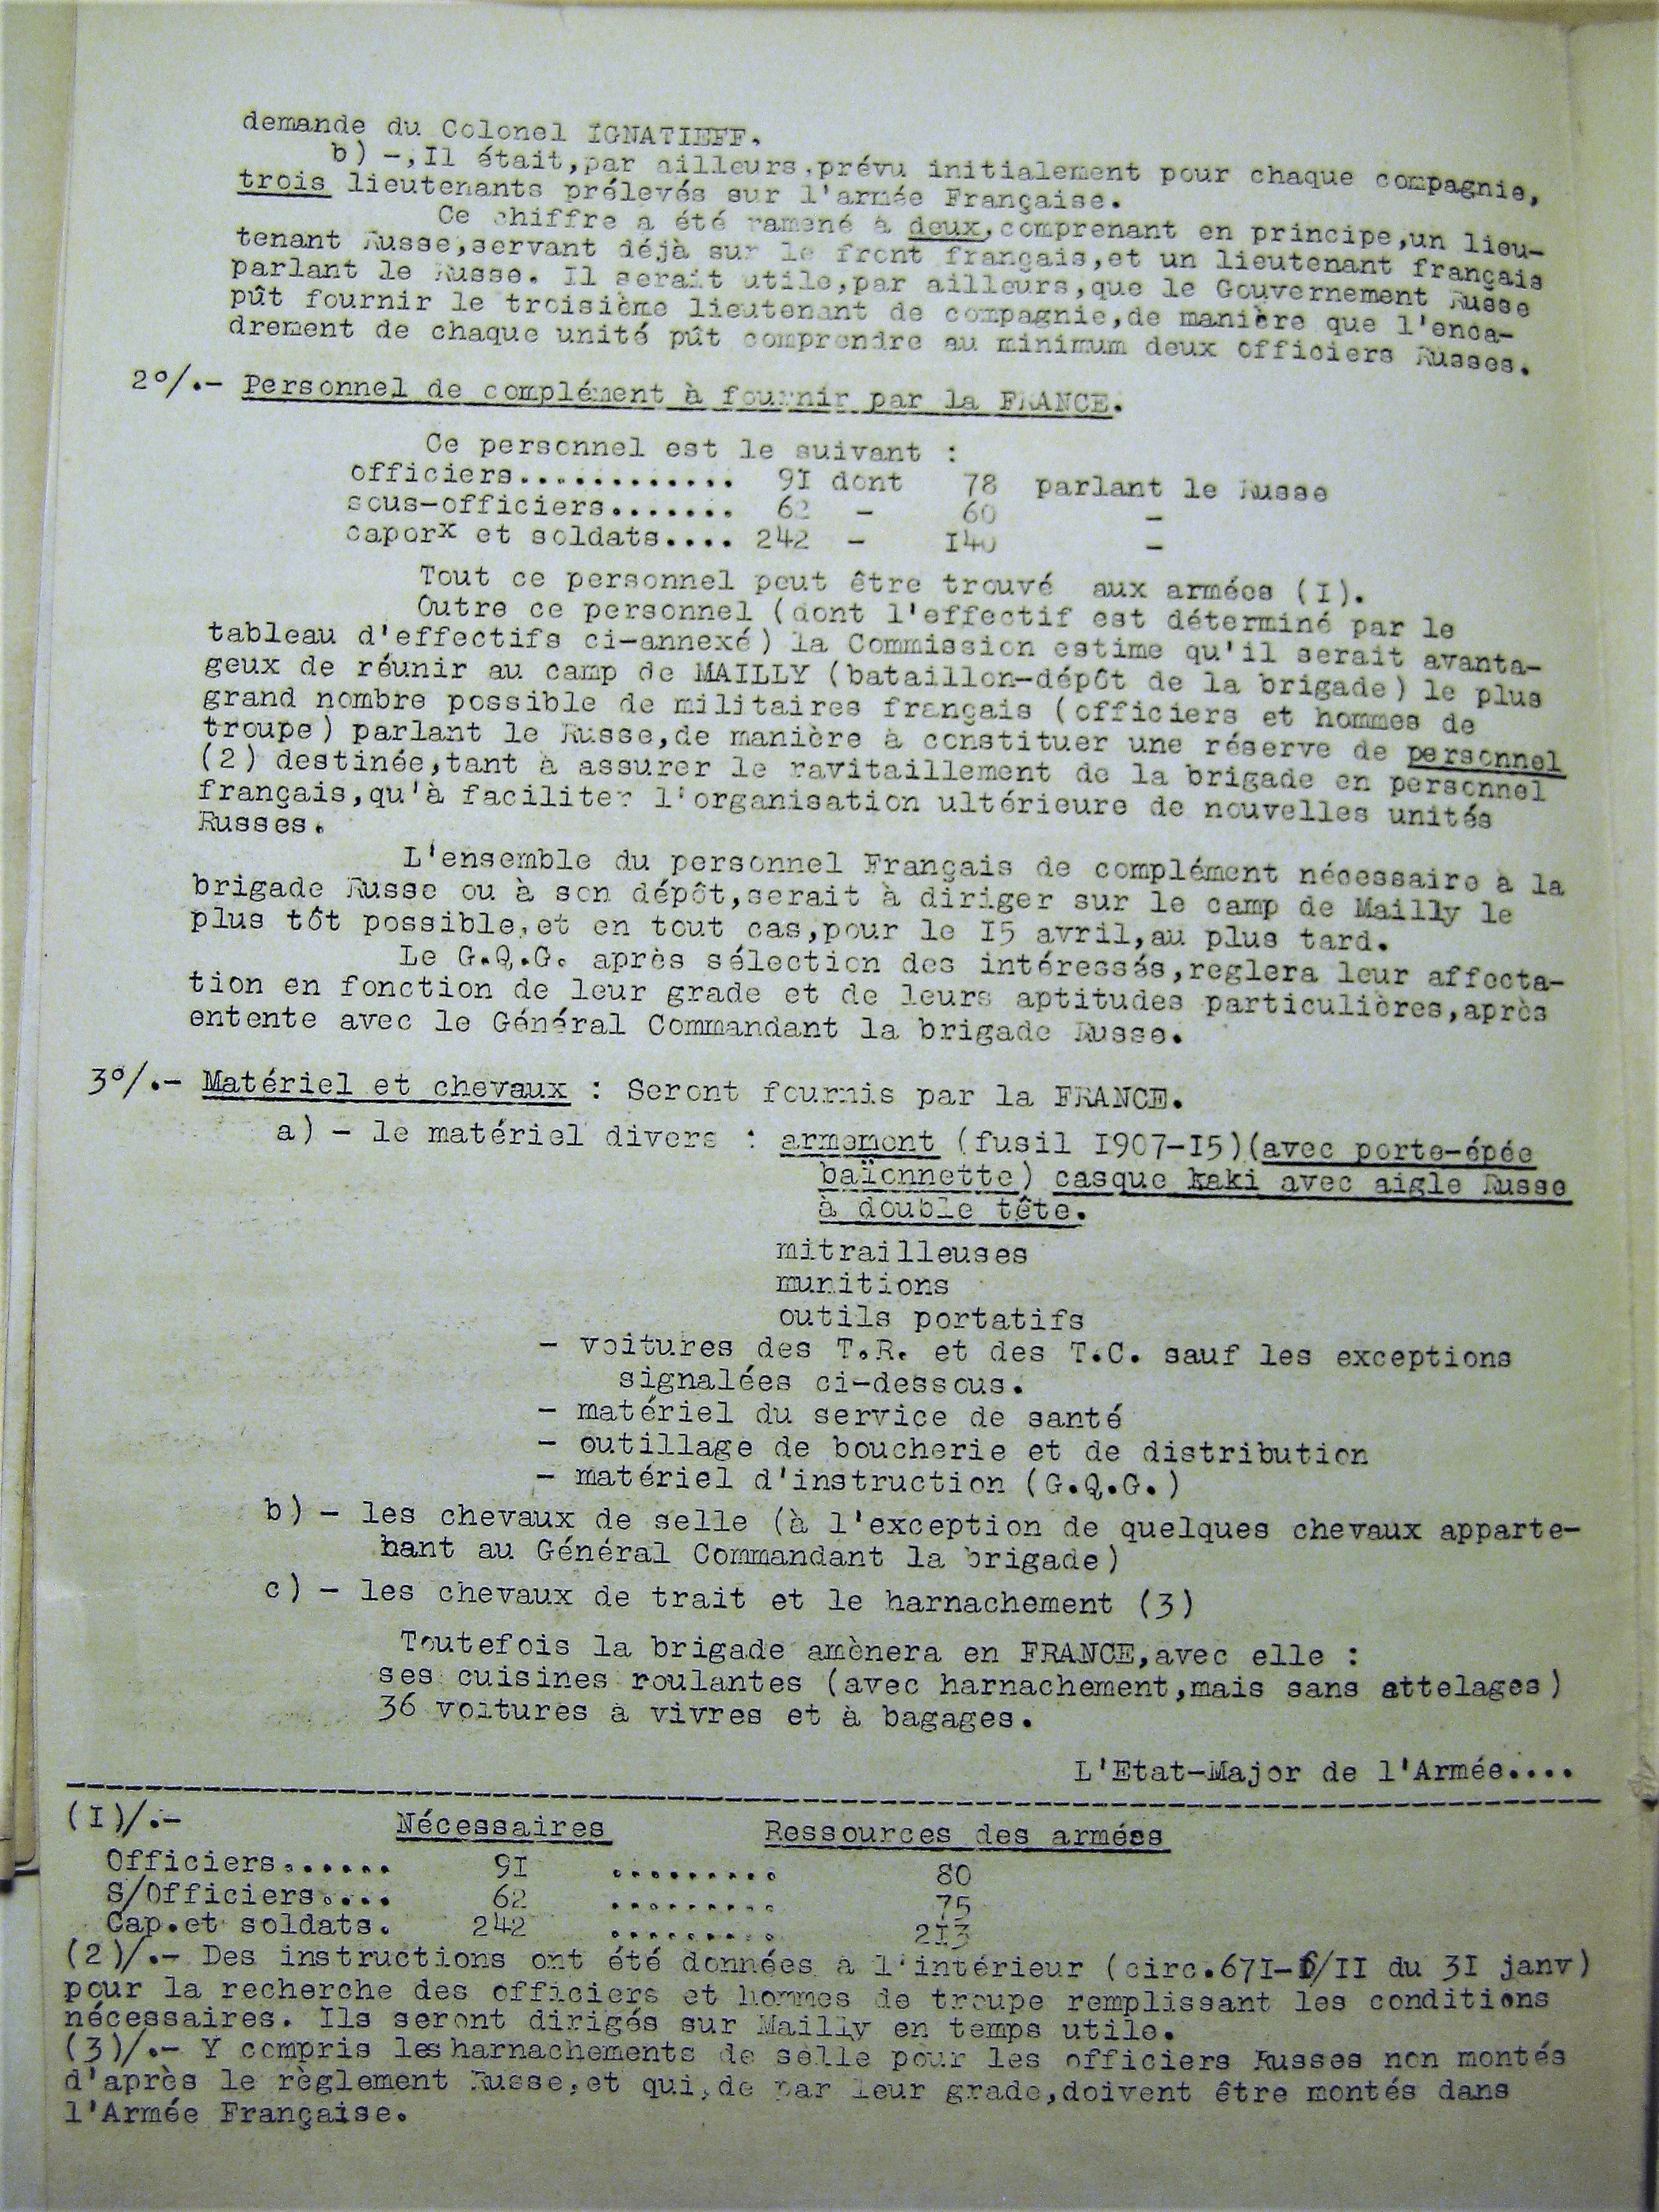 demande du Colonel IGNATIEFF.
b) -,Il était,par ailleurs,prévu initialement pour chaque compagnie,
trois lieutenants prélevés sur l'armée Française.
Ce chiffre a été ramené à deux,comprenant en principe,un lieu-
tenant Russe,servant déjà sur le front français,et un lieutenant français
parlant le Russe. Il serait utile,par ailleurs,que le Gouvernement Russe
pût fournir le troisième lieutenant de compagnie,de manière que l'enca-
drement de chaque unité pût comprendre au minimum deux officiers Russes.
2°/.- Personnel de complément à fournir par la FRANCE.
Ce personnel est le suivant :
officiers............. 9I dont 78 parlant le Russe
sous-officiers....... 62 - 60 -
caporx et soldats.... 242 - I40 -
Tout ce personnel peut être trouvé aux armées (I).
Outre ce personnel (dont l'effectif est déterminé par le
tableau d'effectifs ci-annexé) la Commission estime qu'il serait avanta-
geux de réunir au camp de MAILLY (bataillon-dépôt de la brigade) le plus
grand nombre possible de militaires français (officiers et hommes de
troupe) parlant le Russe,de manière à constituer une réserve de personnel
(2) destinée,tant à assurer le ravitaillement de la brigade en personnel
français,qu'à faciliter l'organisation ultérieure de nouvelles unités
Russes.
L'ensemble du personnel Français de complément nécessaire à la
brigade Russe ou à son dépôt,serait à diriger sur le camp de Mailly le
plus tôt possible,et en tout cas,pour le I5 avril,au plus tard.
Le G.Q.G. après sélection des intéressés,reglera leur affecta-
tion en fonction de leur grade et de leurs aptitudes particulières,après
entente avec le Général Commandant la brigade Russe.
3°/.- Matériel et chevaux : Seront fournis par la FRANCE.
a) - le matériel divers : armement (fusil I907-I5)(avec porte-épée
baïonnette) casque kaki avec aigle Russe
à double tête.
mitrailleuses
munitions
outils portatifs
- voitures des T.R. et des T.C. sauf les exceptions
signalées ci-dessous.
- matériel du service de santé
- outillage de boucherie et de distribution
- matériel d'instruction (G.Q.G.)
b) - les chevaux de selle (à l'exception de quelques chevaux apparte-
nant au Général Commandant la brigade)
c) - les chevaux de trait et le harnachement (3)
Toutefois la brigade amènera en FRANCE,avec elle :
ses cuisines roulantes (avec harnachement,mais sans attelages)
36 voitures à vivres et à bagages.
L'Etat-Major de l'Armée....
(I)/.- Nécessaires Ressources des armées
Officiers....... 9I ......... 80
S/Officiers.... 62 ......... 75
Cap.et soldats. 242 ......... 2I3
(2)/.- Des instructions ont été données à l'intérieur (circ.67I- /II du 3I janv)
pour la recherche des officiers et hommes de troupe remplissant les conditions
nécessaires. Ils seront dirigés sur Mailly en temps utile.
(3)/.- Y compris les harnachements de selle pour les officiers Russes non montés
d'après le règlement Russe,et qui,de par leur grade,doivent être montés dans
l'Armée Française.